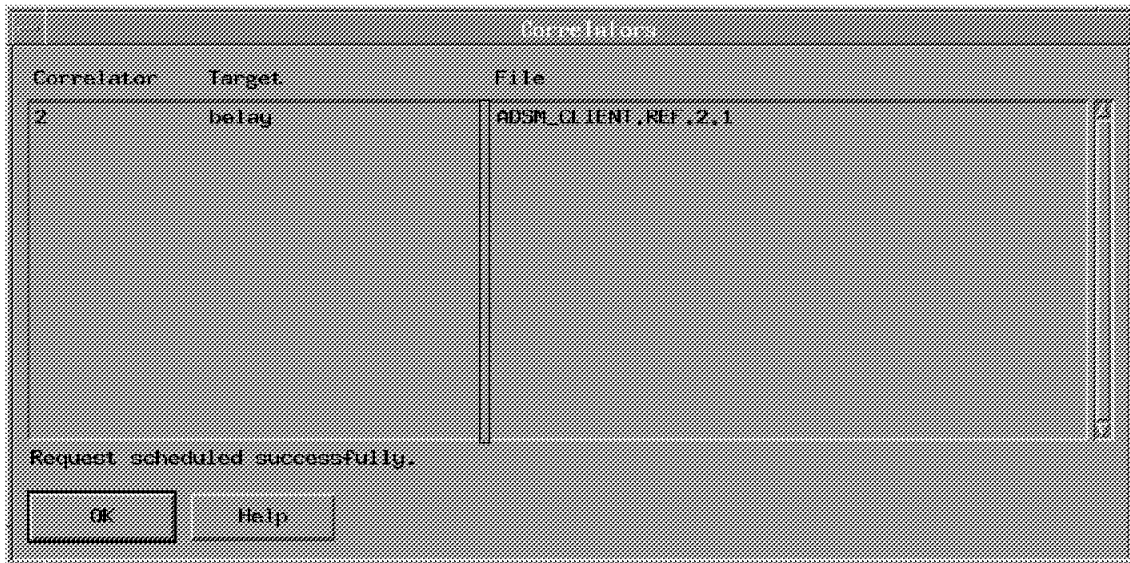 Correlators
Correlator Target File
2 belay ADSM_CLIENT.REF.2.1
Request scheduled successfully.
OK Help